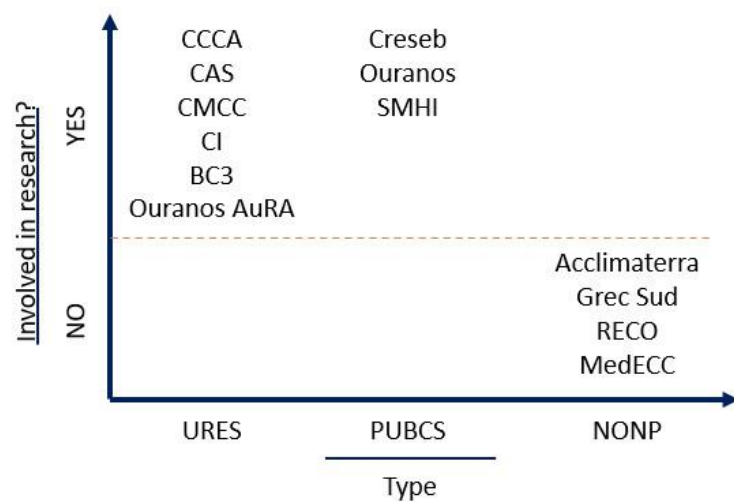 Involved in research?
YES
NO
CCCA
CAS
CMCC
CI
BC3
Ouranos AuRA
Creseb
Ouranos
SMHI
Acclimaterra
Grec Sud
RECO
MedECC
URES
PUBCS
NONP
Type